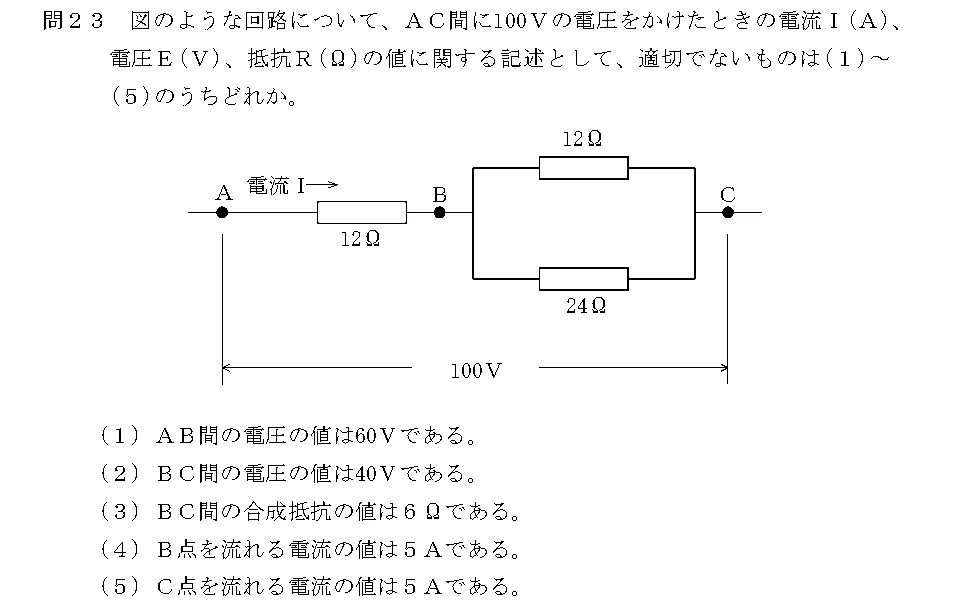 問２３　図のような回路について、ＡＣ間に100Ｖの電圧をかけたときの電流Ｉ（Ａ）、
電圧Ｅ（Ｖ）、抵抗Ｒ（Ω）の値に関する記述として、適切でないものは（１）～
（５）のうちどれか。
12Ω
電流 I→
A
B
C
12Ω
24Ω
100Ｖ
（１）ＡＢ間の電圧の値は60Ｖである。
（２）ＢＣ間の電圧の値は40Ｖである。
（３）ＢＣ間の合成抵抗の値は６Ωである。
（４）Ｂ点を流れる電流の値は５Ａである。
（５）Ｃ点を流れる電流の値は５Ａである。